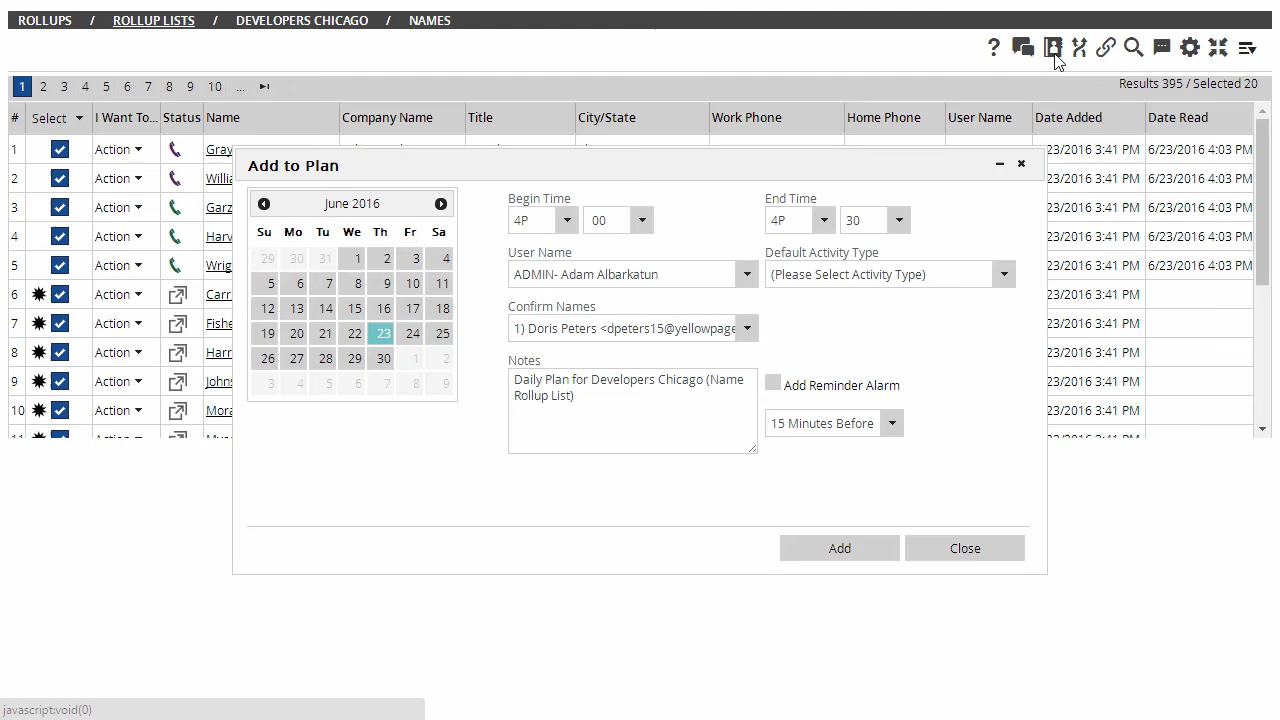 ROLLUPS / ROLLUP LISTS / DEVELOPERS CHICAGO / NAMES
?
1 2 3 4 5 6 7 8 9 10 ...
Results 395 / Selected 20
# Select I Want To... Status Name Company Name Title City/State Work Phone Home Phone User Name Date Added Date Read
1 Action Gray /23/2016 3:41 PM 6/23/2016 4:03 PM
2 Action Willia /23/2016 3:41 PM 6/23/2016 4:03 PM
3 Action Garz /23/2016 3:41 PM 6/23/2016 4:03 PM
4 Action Harv /23/2016 3:41 PM 6/23/2016 4:03 PM
5 Action Wrig /23/2016 3:41 PM 6/23/2016 4:03 PM
6 Action Carr /23/2016 3:41 PM
7 Action Fishe /23/2016 3:41 PM
8 Action Harr /23/2016 3:41 PM
9 Action Johns /23/2016 3:41 PM
10 Action Mora /23/2016 3:41 PM
11 Action
Add to Plan
June 2016
Su Mo Tu We Th Fr Sa
29 30 31 1 2 3 4
5 6 7 8 9 10 11
12 13 14 15 16 17 18
19 20 21 22 23 24 25
26 27 28 29 30 1 2
3 4 5 6 7 8 9
Begin Time
4P 00
End Time
4P 30
User Name
ADMIN- Adam Albarkatun
Default Activity Type
(Please Select Activity Type)
Confirm Names
1) Doris Peters <dpeters15@yellowpage
Notes
Daily Plan for Developers Chicago (Name
Rollup List)
Add Reminder Alarm
15 Minutes Before
Add
Close
javascript:void(0)